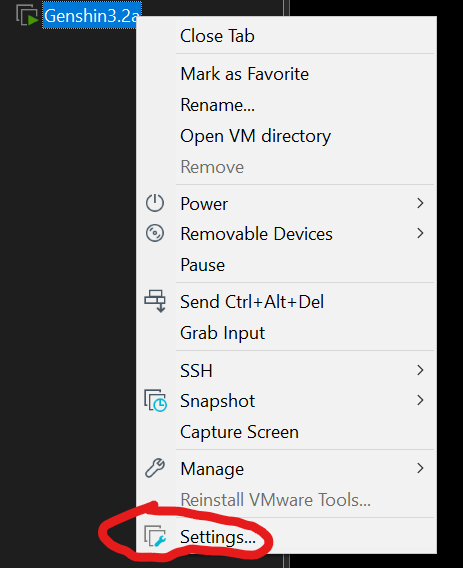 Genshin3.2a
Close Tab
Mark as Favorite
Rename...
Open VM directory
Remove
Power
Removable Devices
Pause
Send Ctrl+Alt+Del
Grab Input
SSH
Snapshot
Capture Screen
Manage
Reinstall VMware Tools...
Settings...